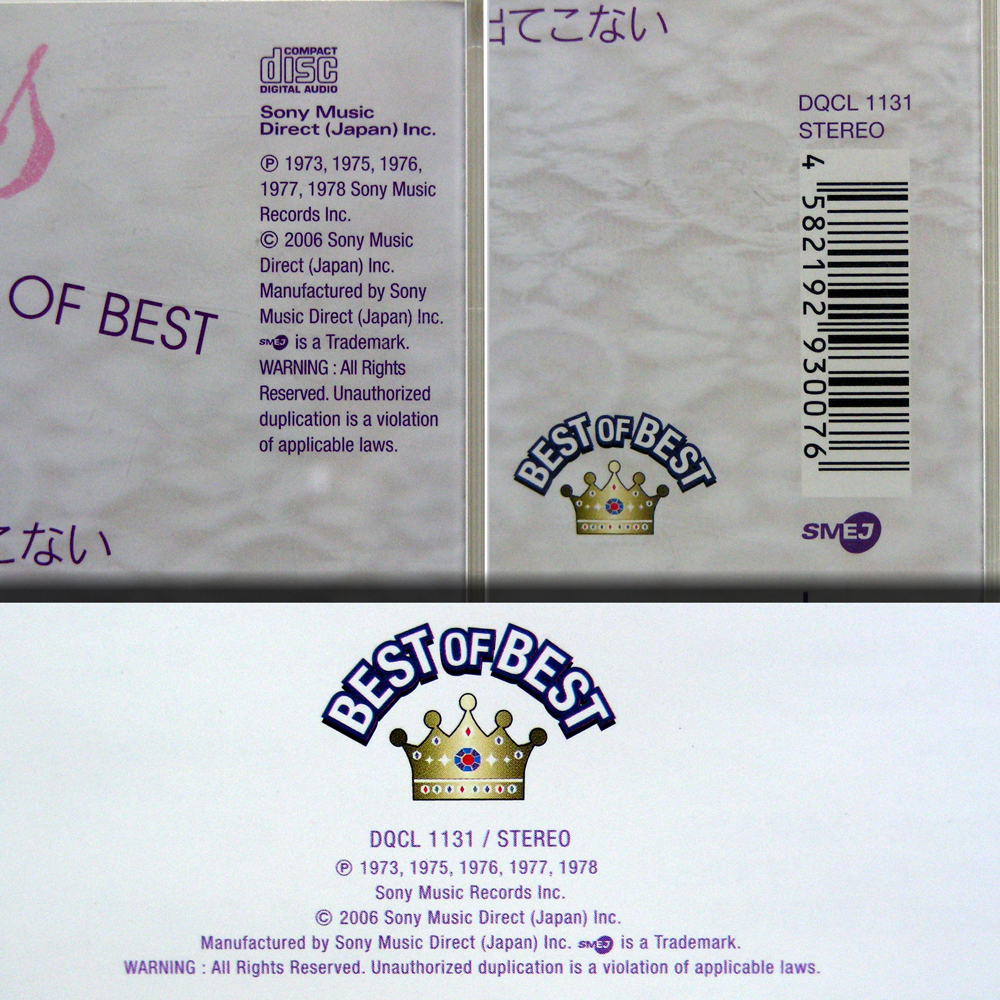 COMPACT
disc
DIGITAL AUDIO
Sony Music
Direct (Japan) Inc.
℗ 1973, 1975, 1976,
1977, 1978 Sony Music
Records Inc.
© 2006 Sony Music
Direct (Japan) Inc.
Manufactured by Sony
Music Direct (Japan) Inc.
SMEJ is a Trademark.
WARNING : All Rights
Reserved. Unauthorized
duplication is a violation
of applicable laws.
OF BEST
こない
出てこない
DQCL 1131
STEREO
4 582192 930076
BEST OF BEST
SMEJ
BEST OF BEST
DQCL 1131 / STEREO
℗ 1973, 1975, 1976, 1977, 1978
Sony Music Records Inc.
© 2006 Sony Music Direct (Japan) Inc.
Manufactured by Sony Music Direct (Japan) Inc. SMEJ is a Trademark.
WARNING : All Rights Reserved. Unauthorized duplication is a violation of applicable laws.